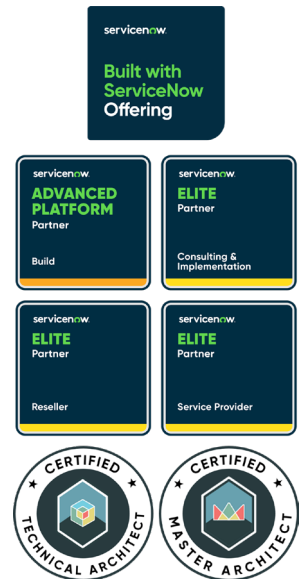 servicenow
Built with
ServiceNow
Offering
servicenow
ADVANCED
PLATFORM
Partner
Build
servicenow
ELITE
Partner
Consulting &
Implementation
servicenow
ELITE
Partner
Reseller
servicenow
ELITE
Partner
Service Provider
CERTIFIED
TECHNICAL ARCHITECT
CERTIFIED
MASTER ARCHITECT